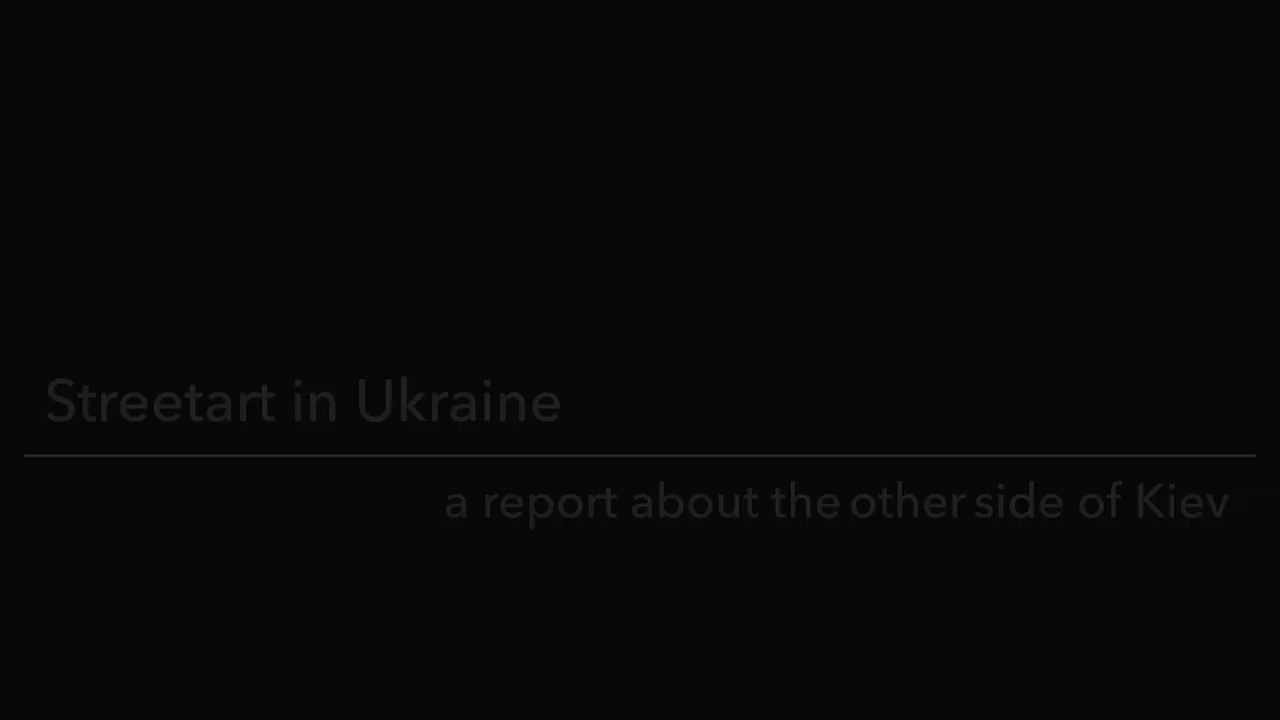 Streetart in Ukraine
a report about the other side of Kiev